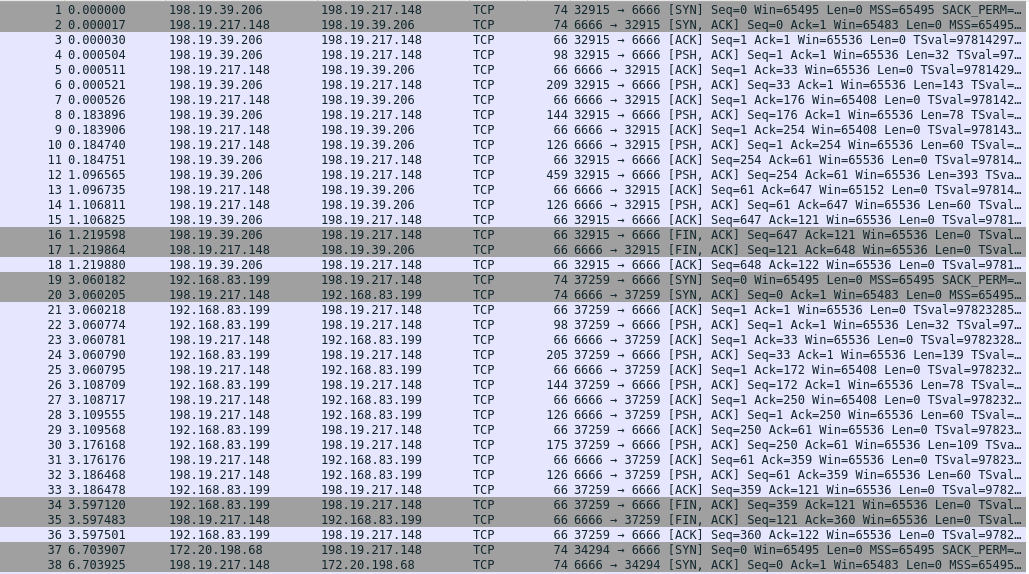 1 0.000000 198.19.39.206 198.19.217.148 TCP 74 32915 → 6666 [SYN] Seq=0 Win=65495 Len=0 MSS=65495 SACK_PERM=…
2 0.000017 198.19.217.148 198.19.39.206 TCP 74 6666 → 32915 [SYN, ACK] Seq=0 Ack=1 Win=65483 Len=0 MSS=65495…
3 0.000030 198.19.39.206 198.19.217.148 TCP 66 32915 → 6666 [ACK] Seq=1 Ack=1 Win=65536 Len=0 TSval=97814297…
4 0.000504 198.19.39.206 198.19.217.148 TCP 98 32915 → 6666 [PSH, ACK] Seq=1 Ack=1 Win=65536 Len=32 TSval=97…
5 0.000511 198.19.217.148 198.19.39.206 TCP 66 6666 → 32915 [ACK] Seq=1 Ack=33 Win=65536 Len=0 TSval=9781429…
6 0.000521 198.19.39.206 198.19.217.148 TCP 209 32915 → 6666 [PSH, ACK] Seq=33 Ack=1 Win=65536 Len=143 TSval=…
7 0.000526 198.19.217.148 198.19.39.206 TCP 66 6666 → 32915 [ACK] Seq=1 Ack=176 Win=65408 Len=0 TSval=978142…
8 0.183896 198.19.39.206 198.19.217.148 TCP 144 32915 → 6666 [PSH, ACK] Seq=176 Ack=1 Win=65536 Len=78 TSval=…
9 0.183906 198.19.217.148 198.19.39.206 TCP 66 6666 → 32915 [ACK] Seq=1 Ack=254 Win=65408 Len=0 TSval=978143…
10 0.184740 198.19.217.148 198.19.39.206 TCP 126 6666 → 32915 [PSH, ACK] Seq=1 Ack=254 Win=65536 Len=60 TSval=…
11 0.184751 198.19.39.206 198.19.217.148 TCP 66 32915 → 6666 [ACK] Seq=254 Ack=61 Win=65536 Len=0 TSval=97814…
12 1.096565 198.19.39.206 198.19.217.148 TCP 459 32915 → 6666 [PSH, ACK] Seq=254 Ack=61 Win=65536 Len=393 TSva…
13 1.096735 198.19.217.148 198.19.39.206 TCP 66 6666 → 32915 [ACK] Seq=61 Ack=647 Win=65152 Len=0 TSval=97814…
14 1.106811 198.19.217.148 198.19.39.206 TCP 126 6666 → 32915 [PSH, ACK] Seq=61 Ack=647 Win=65536 Len=60 TSval…
15 1.106825 198.19.39.206 198.19.217.148 TCP 66 32915 → 6666 [ACK] Seq=647 Ack=121 Win=65536 Len=0 TSval=9781…
16 1.219598 198.19.39.206 198.19.217.148 TCP 66 32915 → 6666 [FIN, ACK] Seq=647 Ack=121 Win=65536 Len=0 TSval…
17 1.219864 198.19.217.148 198.19.39.206 TCP 66 6666 → 32915 [FIN, ACK] Seq=121 Ack=648 Win=65536 Len=0 TSval…
18 1.219880 198.19.39.206 198.19.217.148 TCP 66 32915 → 6666 [ACK] Seq=648 Ack=122 Win=65536 Len=0 TSval=9781…
19 3.060182 192.168.83.199 198.19.217.148 TCP 74 37259 → 6666 [SYN] Seq=0 Win=65495 Len=0 MSS=65495 SACK_PERM=…
20 3.060205 198.19.217.148 192.168.83.199 TCP 74 6666 → 37259 [SYN, ACK] Seq=0 Ack=1 Win=65483 Len=0 MSS=65495…
21 3.060218 192.168.83.199 198.19.217.148 TCP 66 37259 → 6666 [ACK] Seq=1 Ack=1 Win=65536 Len=0 TSval=97823285…
22 3.060774 192.168.83.199 198.19.217.148 TCP 98 37259 → 6666 [PSH, ACK] Seq=1 Ack=1 Win=65536 Len=32 TSval=97…
23 3.060781 198.19.217.148 192.168.83.199 TCP 66 6666 → 37259 [ACK] Seq=1 Ack=33 Win=65536 Len=0 TSval=9782328…
24 3.060790 192.168.83.199 198.19.217.148 TCP 205 37259 → 6666 [PSH, ACK] Seq=33 Ack=1 Win=65536 Len=139 TSval=…
25 3.060795 198.19.217.148 192.168.83.199 TCP 66 6666 → 37259 [ACK] Seq=1 Ack=172 Win=65408 Len=0 TSval=978232…
26 3.108709 192.168.83.199 198.19.217.148 TCP 144 37259 → 6666 [PSH, ACK] Seq=172 Ack=1 Win=65536 Len=78 TSval=…
27 3.108717 198.19.217.148 192.168.83.199 TCP 66 6666 → 37259 [ACK] Seq=1 Ack=250 Win=65408 Len=0 TSval=978232…
28 3.109555 198.19.217.148 192.168.83.199 TCP 126 6666 → 37259 [PSH, ACK] Seq=1 Ack=250 Win=65536 Len=60 TSval=…
29 3.109568 192.168.83.199 198.19.217.148 TCP 66 37259 → 6666 [ACK] Seq=250 Ack=61 Win=65536 Len=0 TSval=97823…
30 3.176168 192.168.83.199 198.19.217.148 TCP 175 37259 → 6666 [PSH, ACK] Seq=250 Ack=61 Win=65536 Len=109 TSva…
31 3.176176 198.19.217.148 192.168.83.199 TCP 66 6666 → 37259 [ACK] Seq=61 Ack=359 Win=65536 Len=0 TSval=97823…
32 3.186468 198.19.217.148 192.168.83.199 TCP 126 6666 → 37259 [PSH, ACK] Seq=61 Ack=359 Win=65536 Len=60 TSval…
33 3.186478 192.168.83.199 198.19.217.148 TCP 66 37259 → 6666 [ACK] Seq=359 Ack=121 Win=65536 Len=0 TSval=9782…
34 3.597120 192.168.83.199 198.19.217.148 TCP 66 37259 → 6666 [FIN, ACK] Seq=359 Ack=121 Win=65536 Len=0 TSval…
35 3.597483 198.19.217.148 192.168.83.199 TCP 66 6666 → 37259 [FIN, ACK] Seq=121 Ack=360 Win=65536 Len=0 TSval…
36 3.597501 192.168.83.199 198.19.217.148 TCP 66 37259 → 6666 [ACK] Seq=360 Ack=122 Win=65536 Len=0 TSval=9782…
37 6.703907 172.20.198.68 198.19.217.148 TCP 74 34294 → 6666 [SYN] Seq=0 Win=65495 Len=0 MSS=65495 SACK_PERM=…
38 6.703925 198.19.217.148 172.20.198.68 TCP 74 6666 → 34294 [SYN, ACK] Seq=0 Ack=1 Win=65483 Len=0 MSS=65495…